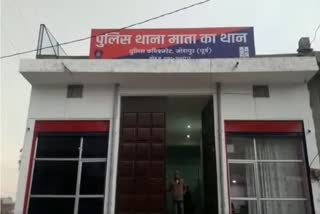 पुलिस थाना माता का थान
पुलिस कमिश्नरेट, जोधपुर (पूर्व)